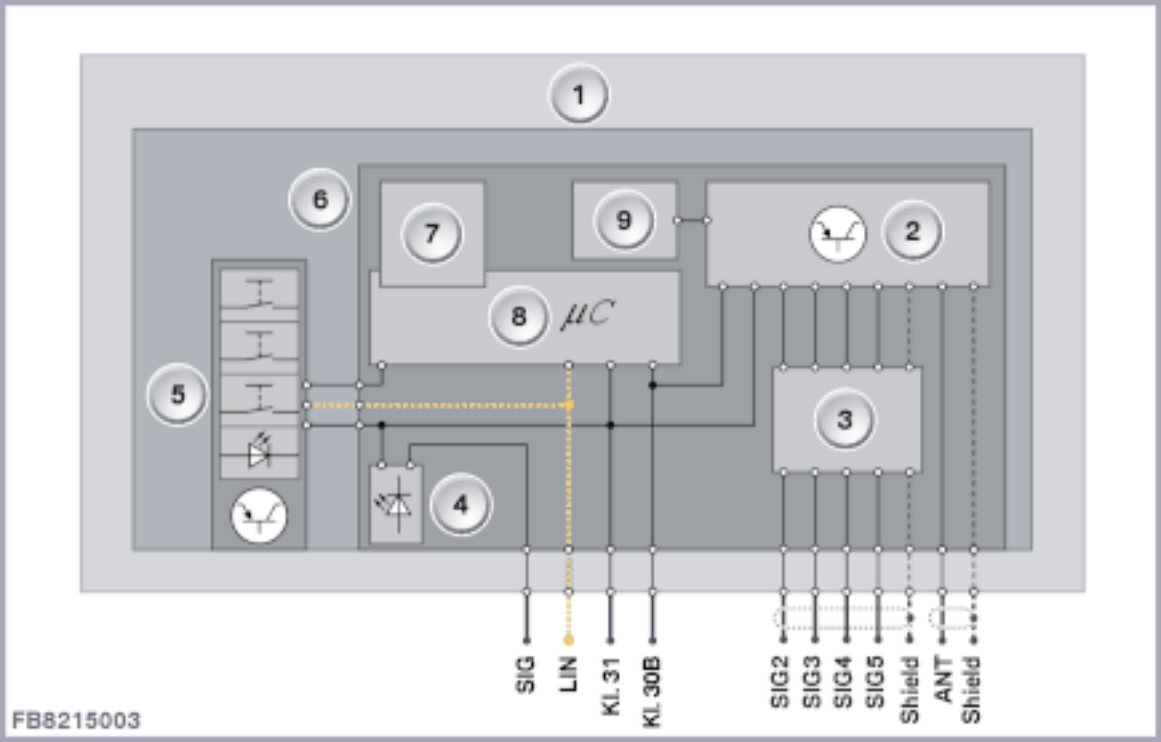 1
6
7
9
2
8 μC
5
3
4
SIG
LIN
Kl. 31
Kl. 30B
SIG2
SIG3
SIG4
SIG5
Shield
ANT
Shield
FB8215003